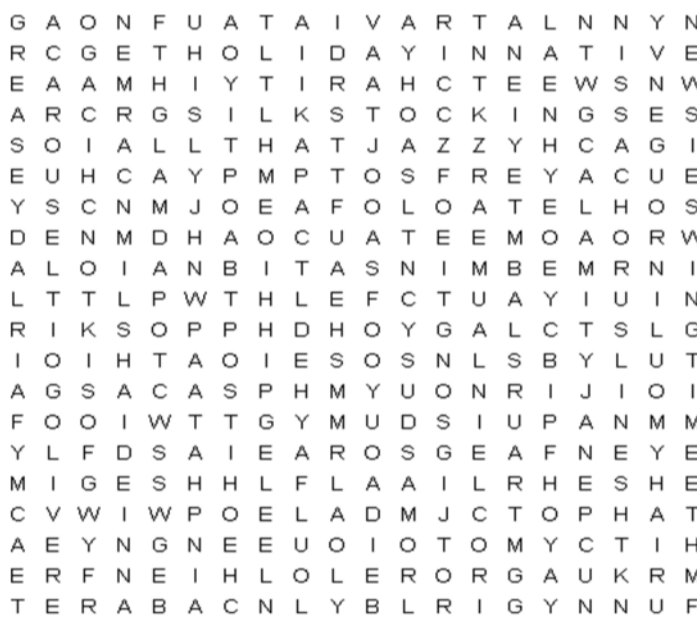 G A O N F U A T A I V A R T A L N N Y N
R C G E T H O L I D A Y I N N A T I V E
E A A M H I Y T I R A H C T E E W S N W
A R C R G S I L K S T O C K I N G S E S
S O I A L L T H A T J A Z Z Y H C A G I
E U H C A Y P M P T O S F R E Y A C U E
Y S C N M J O E A F O L O A T E L H O S
D E N M D H A O C U A T E E M O A O R W
A L O I A N B I T A S N I M B E M R N I
L T T L P W T H L E F C T U A Y I U I N
R I K S O P P H D H O Y G A L C T S L G
I O I H T A O I E S O S N L S B Y L U T
A G S A C A S P H M Y U O N R I J I O I
F O O I W T T G Y M U D S I U P A N M M
Y L F D S A I E A R O S G E A F N E Y E
M I G E S H H L F L A A I L R H E S H E
C V W I W P O E L A D M J C T O P H A T
A E Y N G N E E U O I O T O M Y C T I H
E R F N E I H L O L E R O R G A U K R M
T E R A B A C N L Y B L R I G Y N N U F